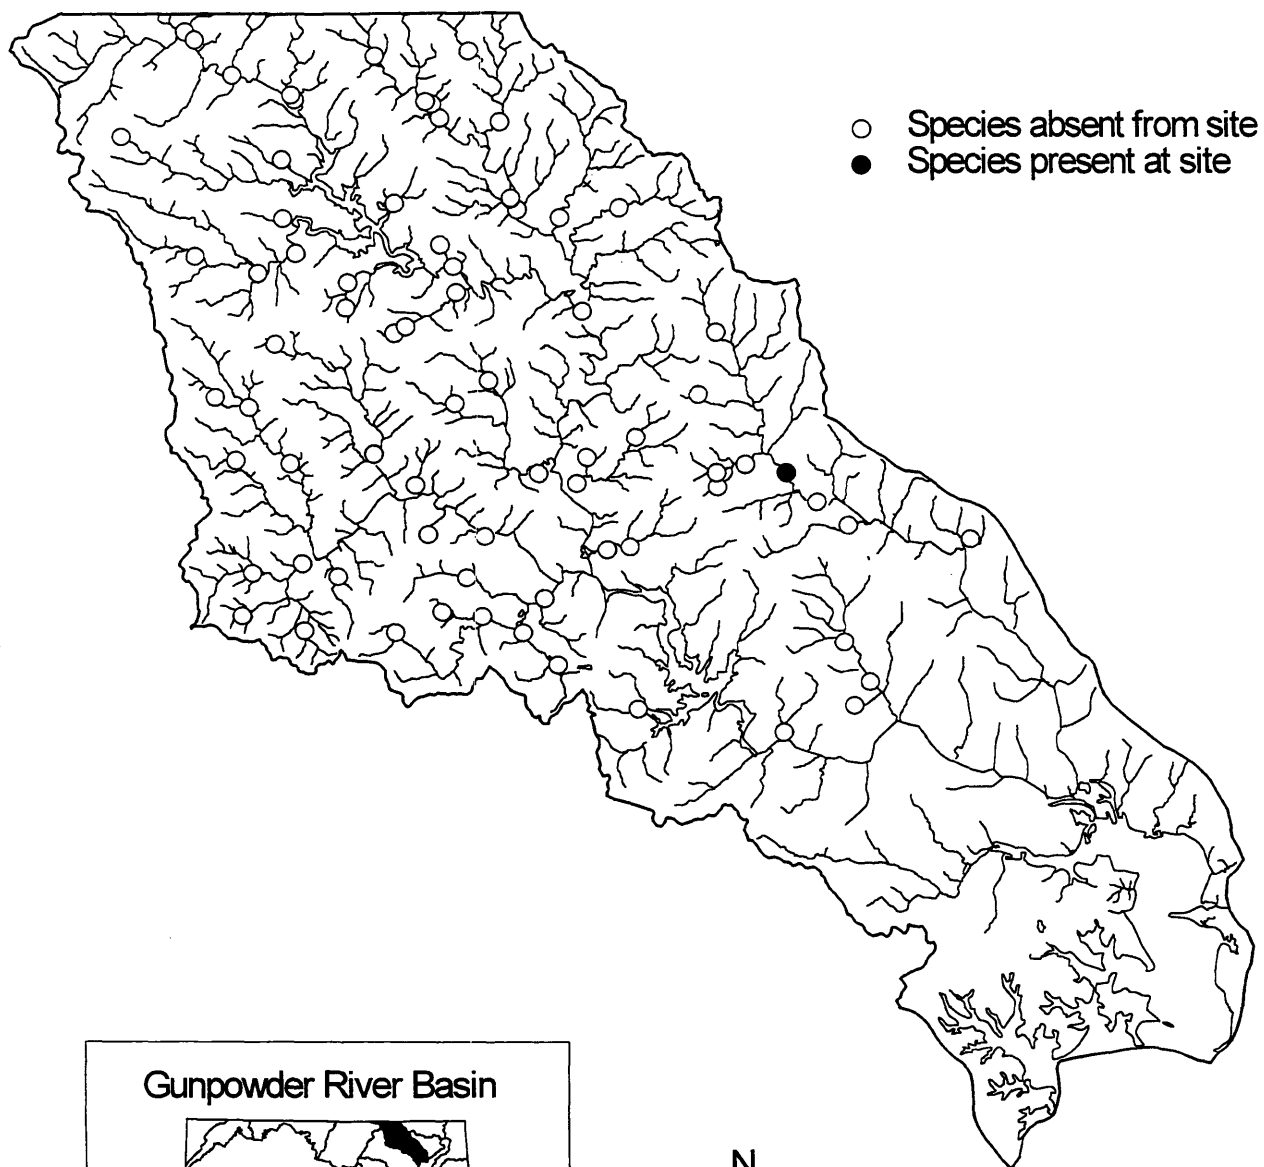 Species absent from site
Species present at site
Gunpowder River Basin
N